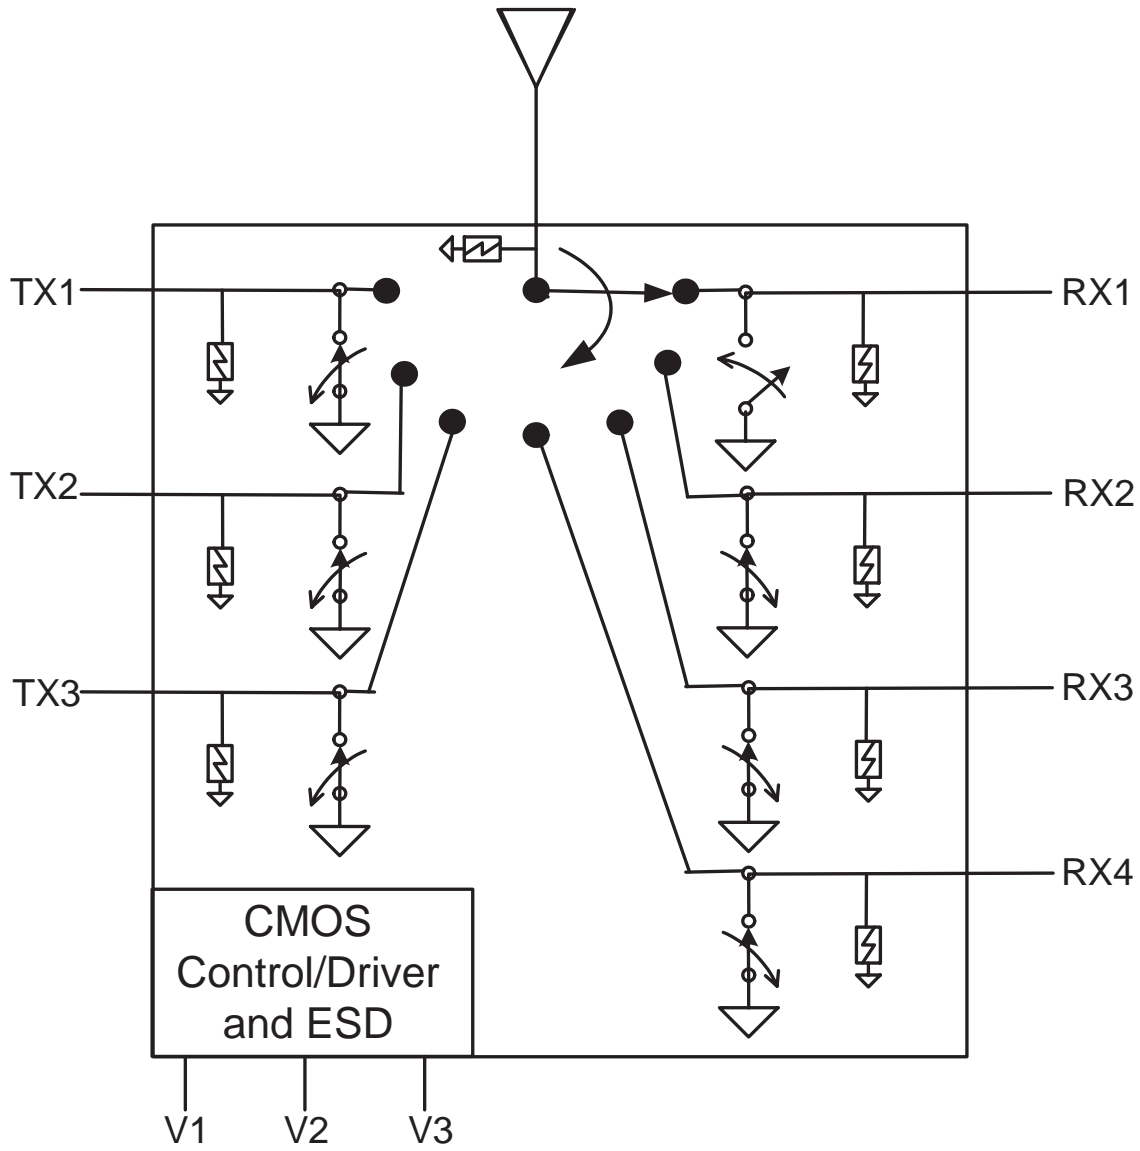 TX1
RX1
TX2
RX2
TX3
RX3
RX4
CMOS
Control/Driver
and ESD
V1
V2
V3